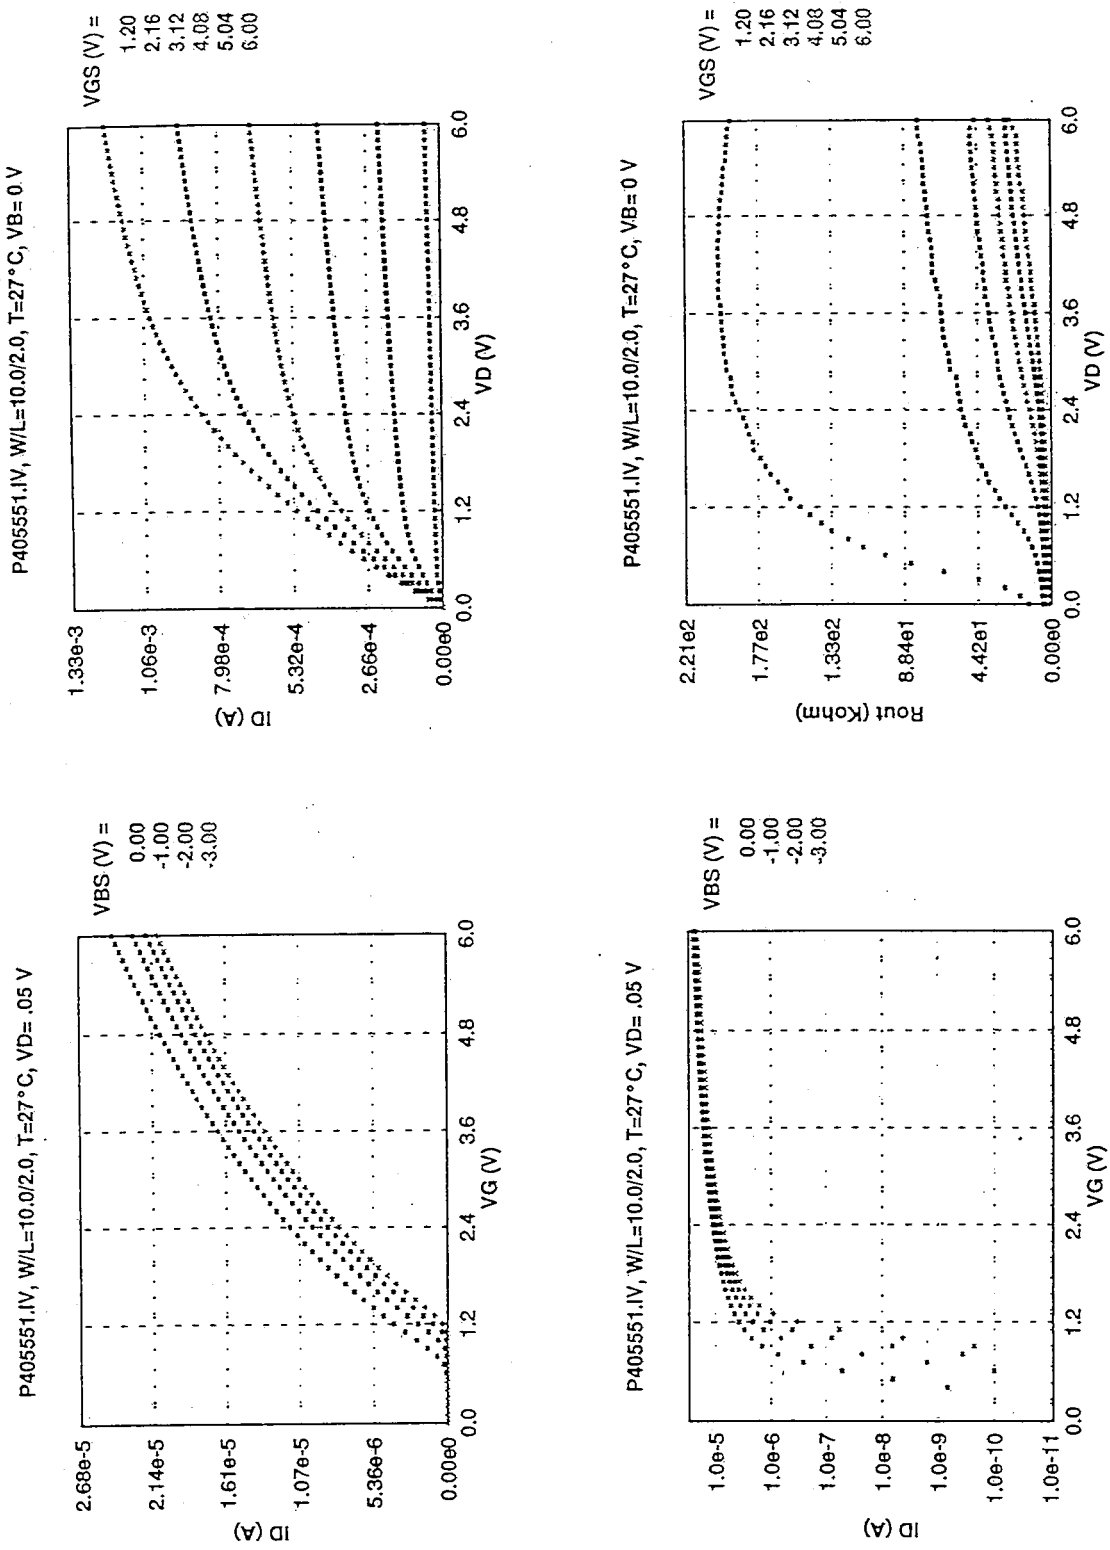 P405551.IV, W/L=10.0/2.0, T=27°C, VD= .05 V
ID (A)
2.68e-5
2.14e-5
1.61e-5
1.07e-5
5.36e-6
0.00e0
0.0
1.2
2.4
3.6
4.8
6.0
VG (V)
VBS (V) =
0.00
-1.00
-2.00
-3.00
P405551.IV, W/L=10.0/2.0, T=27°C, VB= 0 V
ID (A)
1.33e-3
1.06e-3
7.98e-4
5.32e-4
2.66e-4
0.00e0
0.0
1.2
2.4
3.6
4.8
6.0
VD (V)
VGS (V) =
1.20
2.16
3.12
4.08
5.04
6.00
P405551.IV, W/L=10.0/2.0, T=27°C, VD= .05 V
ID (A)
1.0e-5
1.0e-6
1.0e-7
1.0e-8
1.0e-9
1.0e-10
1.0e-11
0.0
1.2
2.4
3.6
4.8
6.0
VG (V)
VBS (V) =
0.00
-1.00
-2.00
-3.00
P405551.IV, W/L=10.0/2.0, T=27°C, VB= 0 V
Rout (Kohm)
2.21e2
1.77e2
1.33e2
8.84e1
4.42e1
0.00e0
0.0
1.2
2.4
3.6
4.8
6.0
VD (V)
VGS (V) =
1.20
2.16
3.12
4.08
5.04
6.00